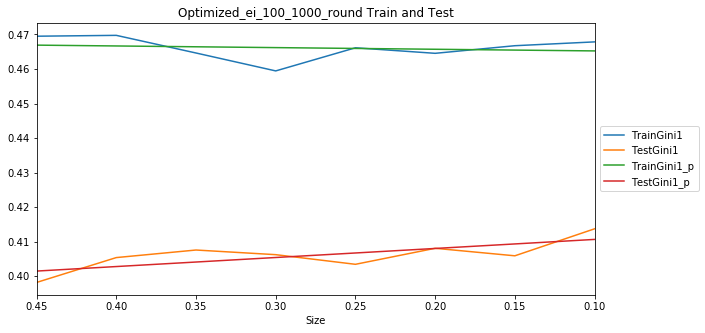 Optimized_ei_100_1000_round Train and Test
0.47
0.46
0.45
0.44
0.43
0.42
0.41
0.40
0.45 0.40 0.35 0.30 0.25 0.20 0.15 0.10
Size
TrainGini1
TestGini1
TrainGini1_p
TestGini1_p